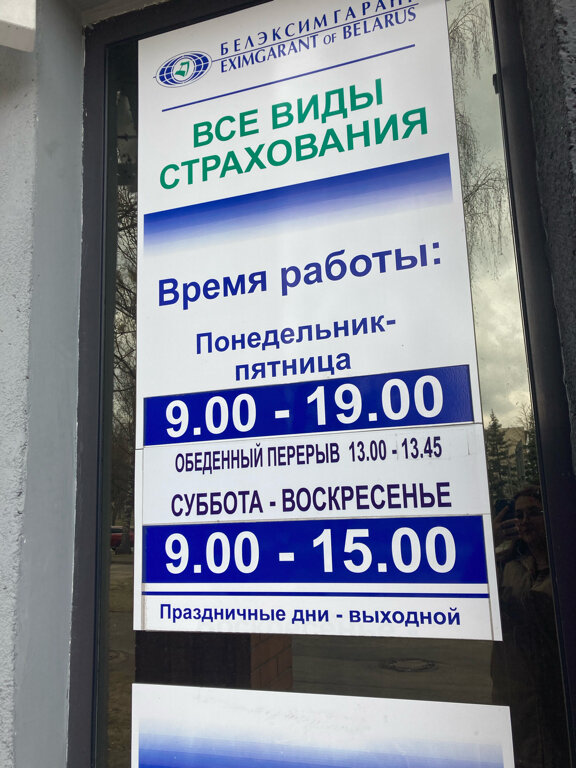 БЕЛЭКСИМГАРАНТ
EXIMGARANT OF BELARUS
ВСЕ ВИДЫ
СТРАХОВАНИЯ
Время работы:
Понедельник-
пятница
9.00 - 19.00
ОБЕДЕННЫЙ ПЕРЕРЫВ 13.00 - 13.45
СУББОТА - ВОСКРЕСЕНЬЕ
9.00 - 15.00
Праздничные дни - выходной